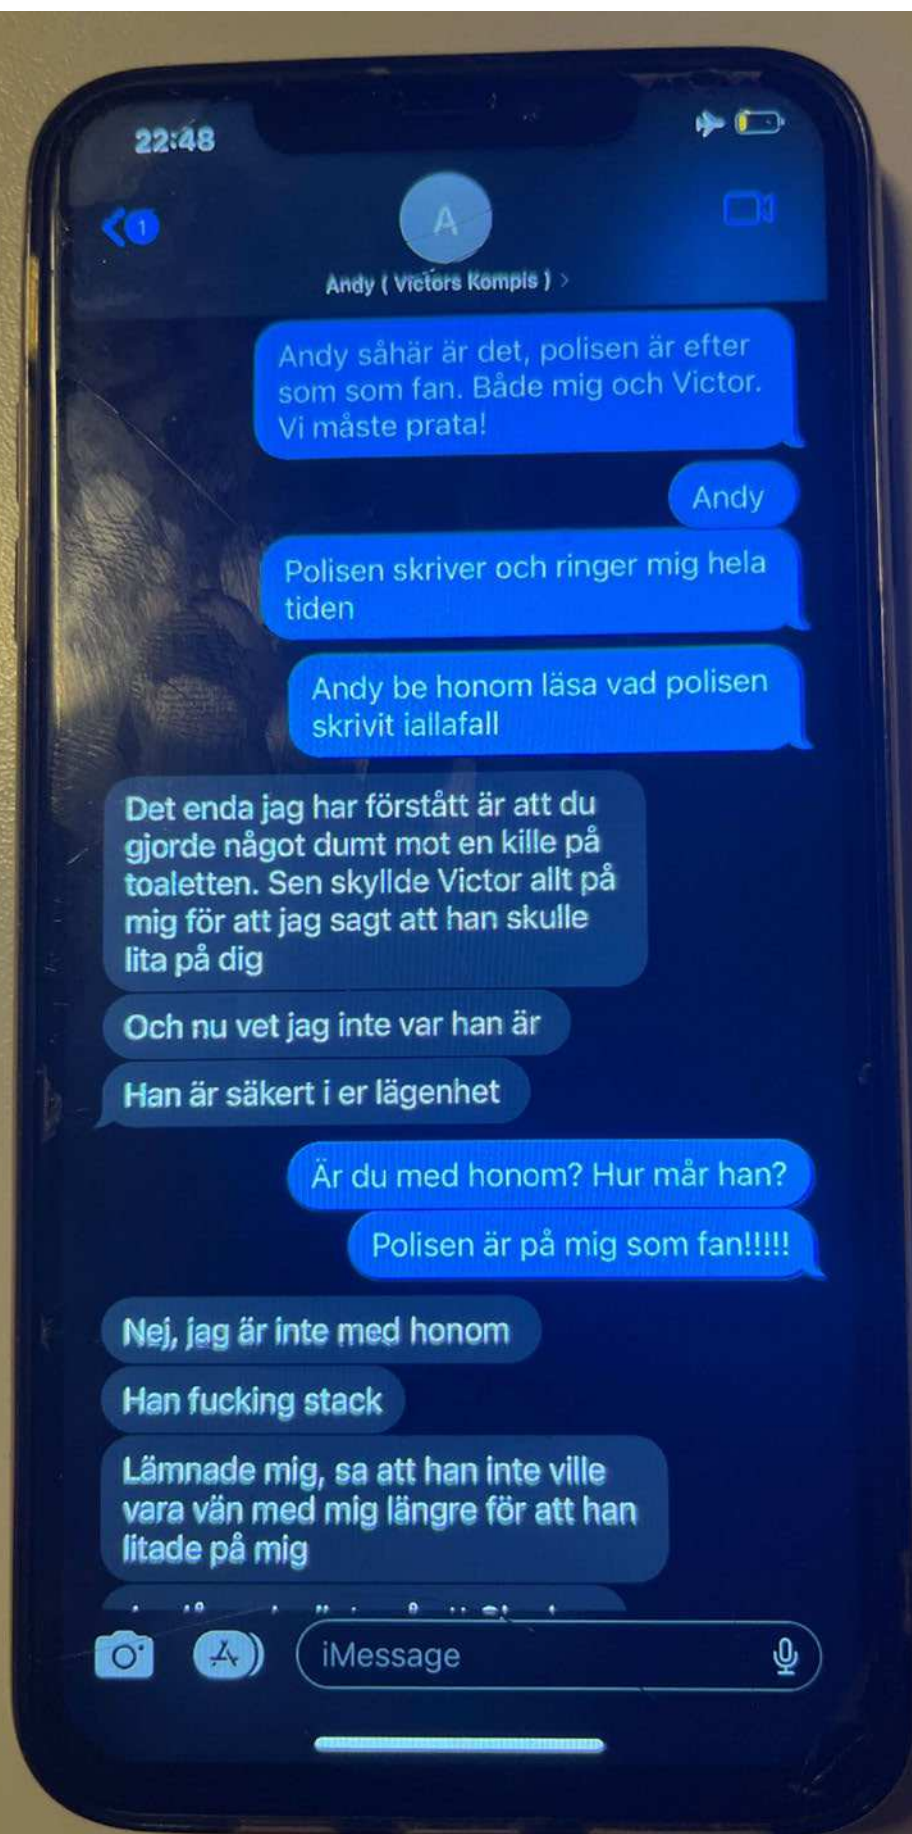 22:48
1
A
Andy ( Victors Kompis ) >
Andy såhär är det, polisen är efter
som som fan. Både mig och Victor.
Vi måste prata!
Andy
Polisen skriver och ringer mig hela
tiden
Andy be honom läsa vad polisen
skrivit iallafall
Det enda jag har förstått är att du
gjorde något dumt mot en kille på
toaletten. Sen skyllde Victor allt på
mig för att jag sagt att han skulle
lita på dig
Och nu vet jag inte var han är
Han är säkert i er lägenhet
Är du med honom? Hur mår han?
Polisen är på mig som fan!!!!!
Nej, jag är inte med honom
Han fucking stack
Lämnade mig, sa att han inte ville
vara vän med mig längre för att han
litade på mig
iMessage